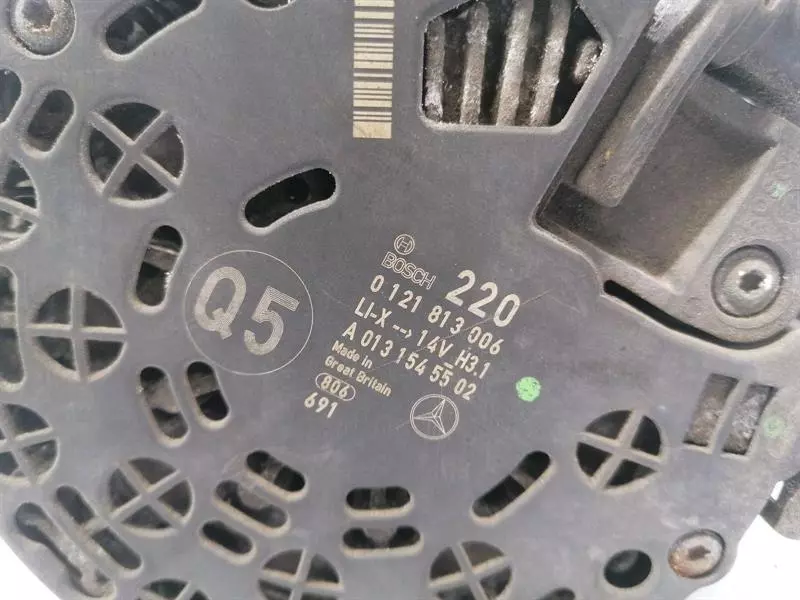 BOSCH 220
0 121 813 006
LI-X --> 14V H3.1
A 013 154 55 02
Made in
Great Britain
806
691
Q5